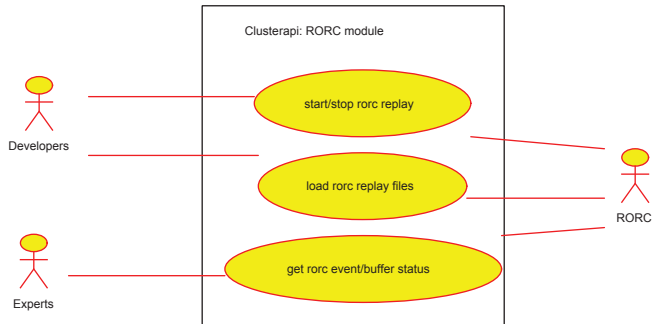 Clusterapi: RORC module
start/stop rorc replay
Developers
load rorc replay files
RORC
get rorc event/buffer status
Experts